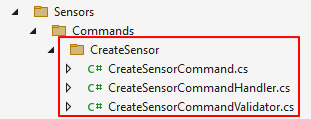 Sensors
Commands
CreateSensor
C# CreateSensorCommand.cs
C# CreateSensorCommandHandler.cs
C# CreateSensorCommandValidator.cs